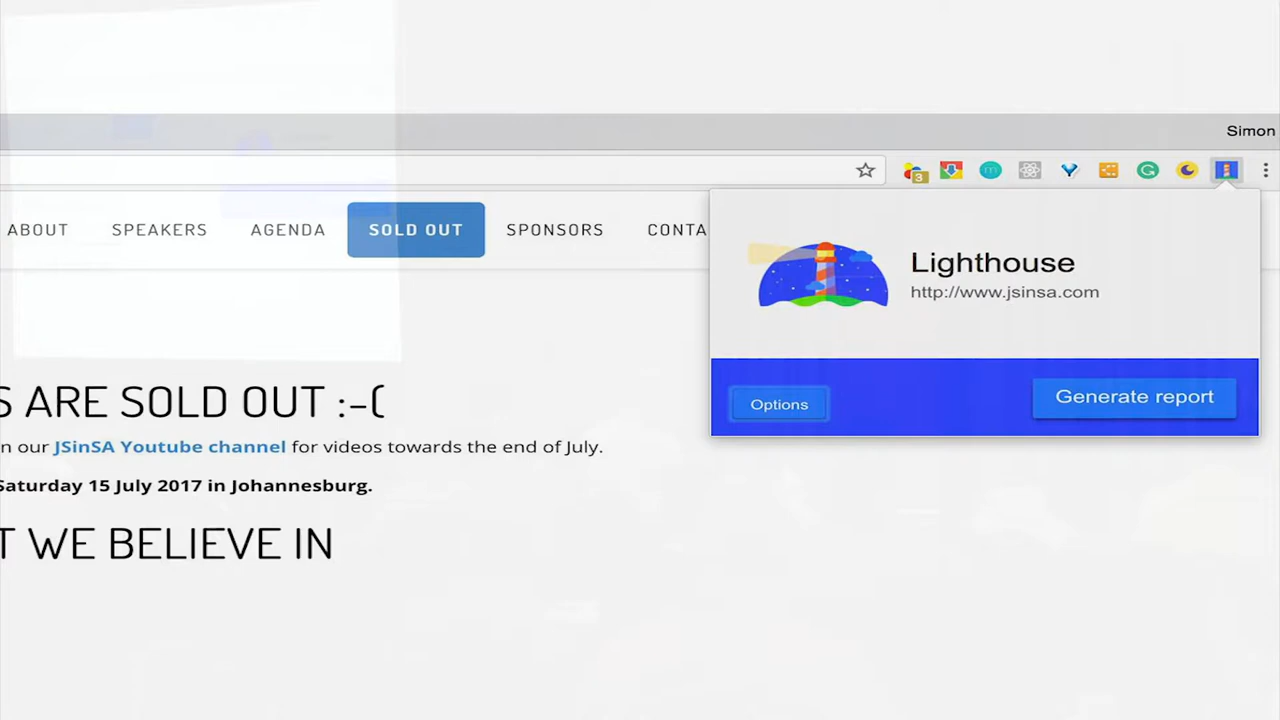 Simon
3
ABOUT SPEAKERS AGENDA SOLD OUT SPONSORS CONTA
Lighthouse
http://www.jsinsa.com
Options
Generate report
S ARE SOLD OUT :-(
n our JSinSA Youtube channel for videos towards the end of July.
Saturday 15 July 2017 in Johannesburg.
T WE BELIEVE IN